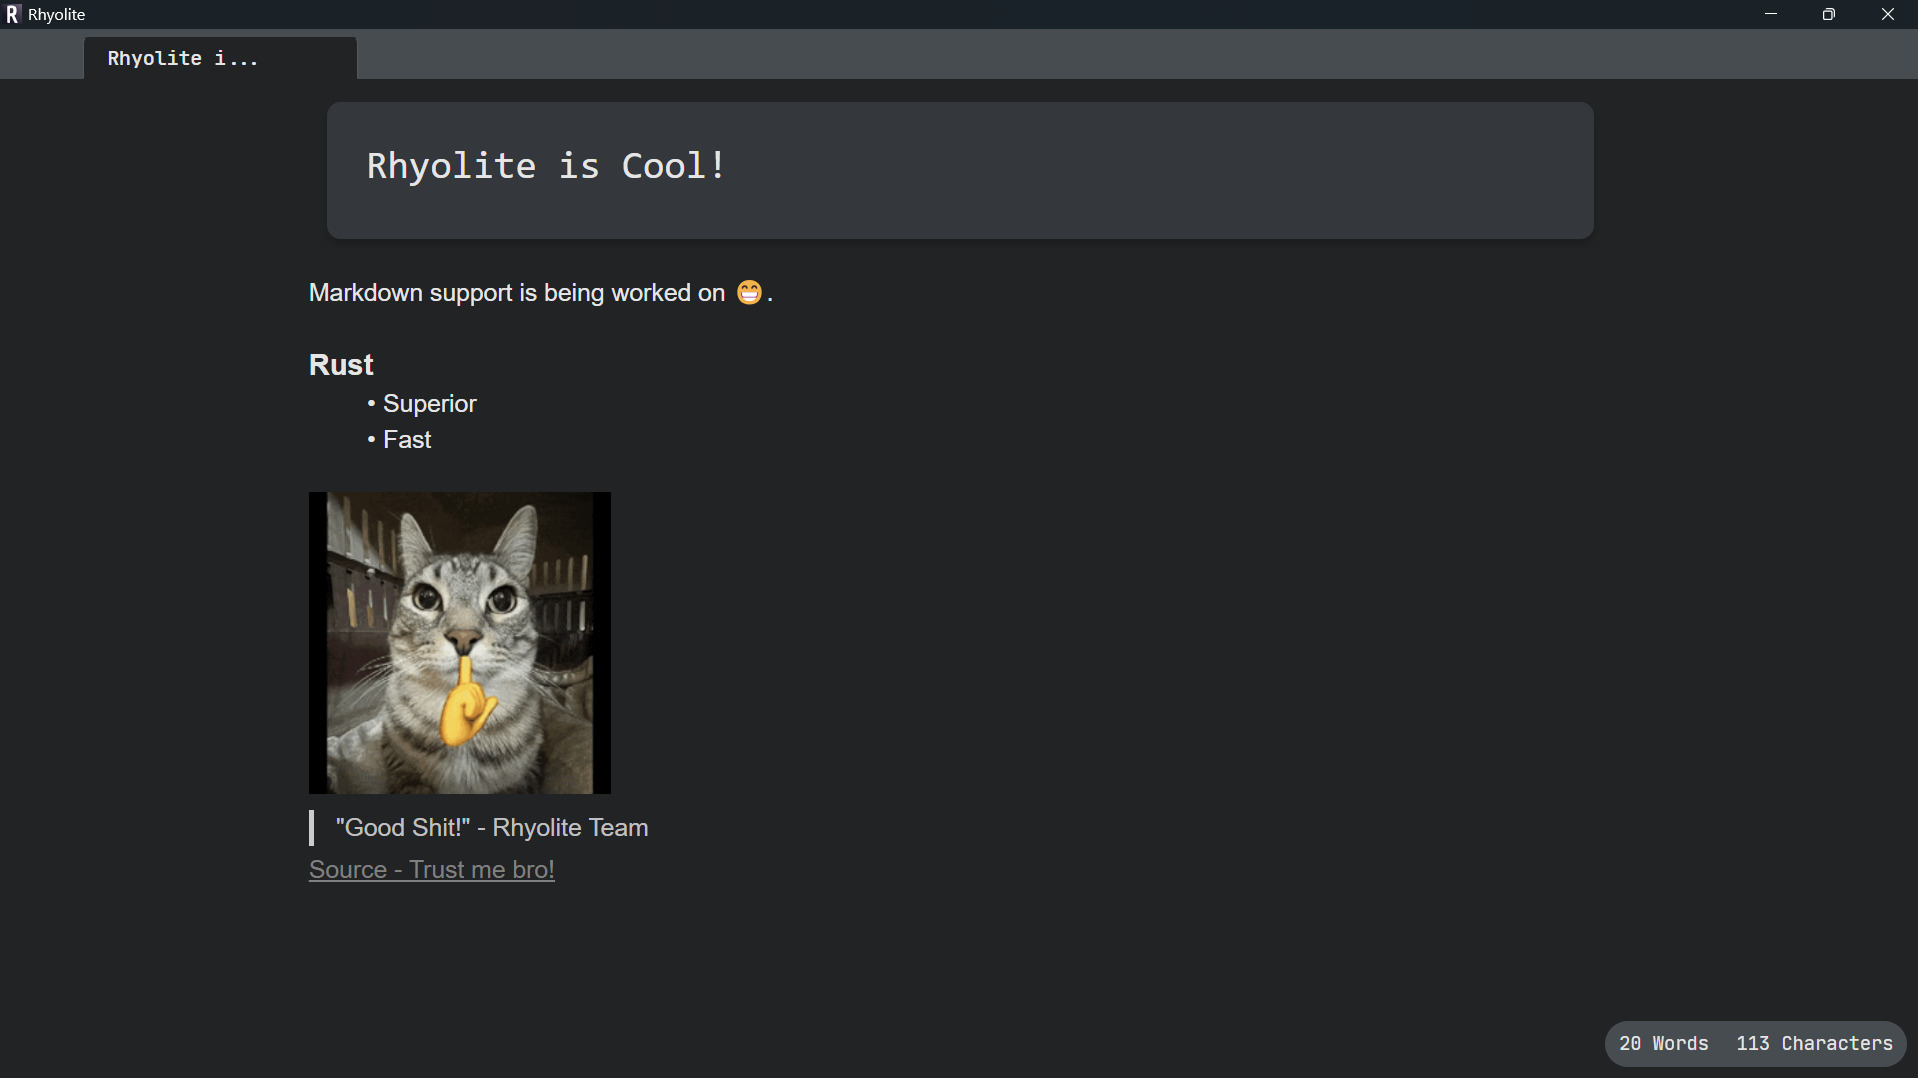 Rhyolite
Rhyolite i...
Rhyolite is Cool!
Markdown support is being worked on 😁.
Rust
• Superior
• Fast
"Good Shit!" - Rhyolite Team
Source - Trust me bro!
20 Words 113 Characters